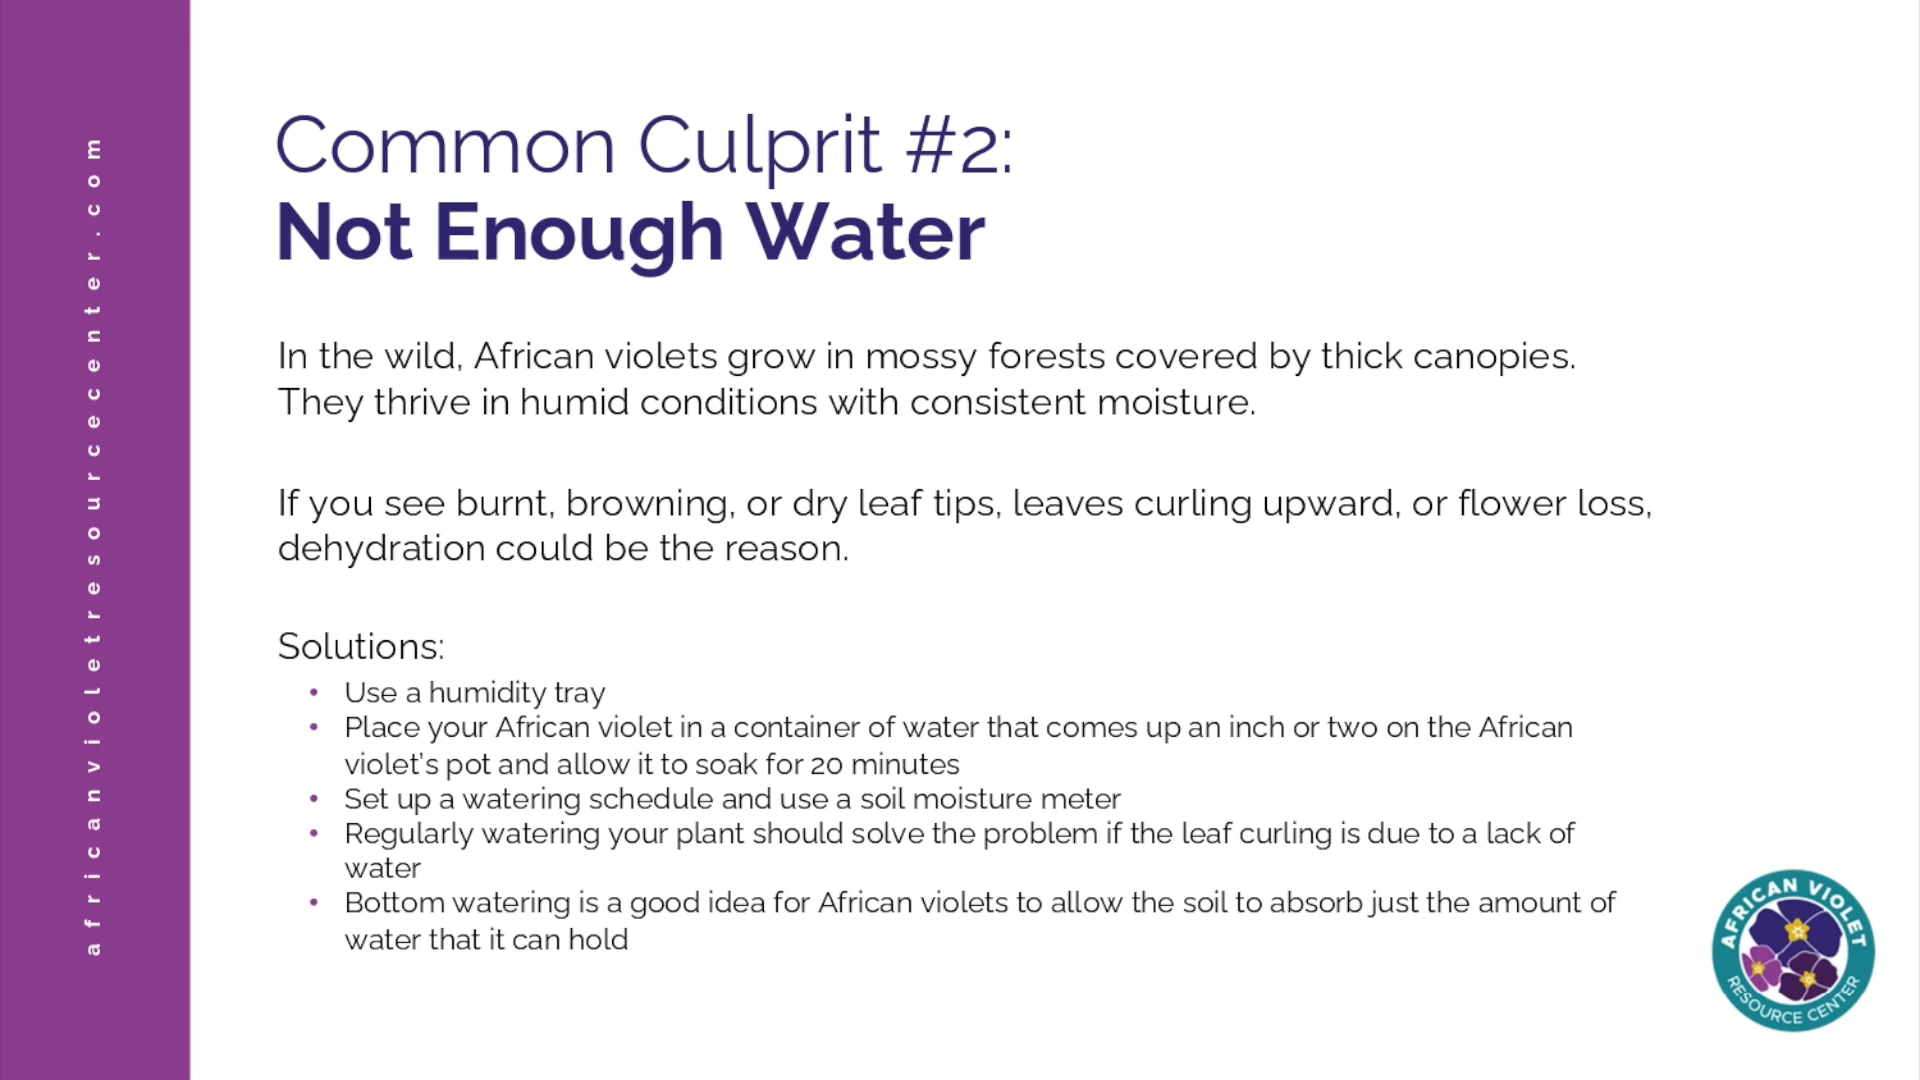 africanvioletresourcecenter.com
Common Culprit #2:
Not Enough Water
In the wild, African violets grow in mossy forests covered by thick canopies.
They thrive in humid conditions with consistent moisture.
If you see burnt, browning, or dry leaf tips, leaves curling upward, or flower loss,
dehydration could be the reason.
Solutions:
• Use a humidity tray
• Place your African violet in a container of water that comes up an inch or two on the African
violet's pot and allow it to soak for 20 minutes
• Set up a watering schedule and use a soil moisture meter
• Regularly watering your plant should solve the problem if the leaf curling is due to a lack of
water
• Bottom watering is a good idea for African violets to allow the soil to absorb just the amount of
water that it can hold
AFRICAN VIOLET
RESOURCE CENTER